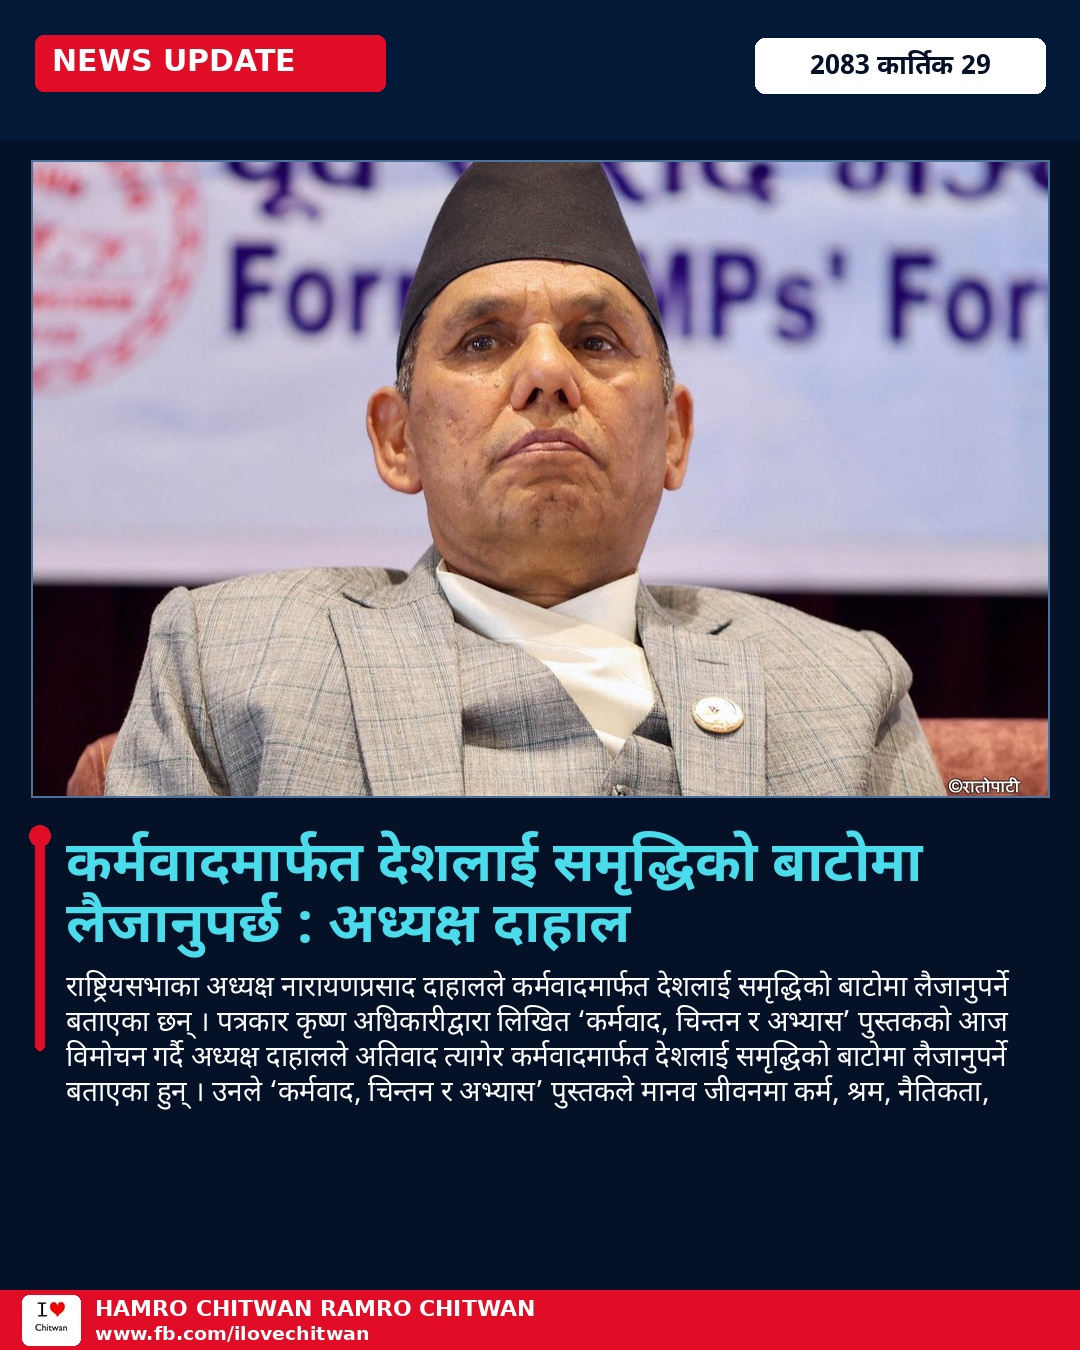 NEWS UPDATE
2083 कार्तिक 29
For MPs' For
©रातोपाटी
कर्मवादमार्फत देशलाई समृद्धिको बाटोमा
लैजानुपर्छ : अध्यक्ष दाहाल
राष्ट्रियसभाका अध्यक्ष नारायणप्रसाद दाहालले कर्मवादमार्फत देशलाई समृद्धिको बाटोमा लैजानुपर्ने
बताएका छन् । पत्रकार कृष्ण अधिकारीद्वारा लिखित ‘कर्मवाद, चिन्तन र अभ्यास’ पुस्तकको आज
विमोचन गर्दै अध्यक्ष दाहालले अतिवाद त्यागेर कर्मवादमार्फत देशलाई समृद्धिको बाटोमा लैजानुपर्ने
बताएका हुन् । उनले ‘कर्मवाद, चिन्तन र अभ्यास’ पुस्तकले मानव जीवनमा कर्म, श्रम, नैतिकता,
I ♥
Chitwan
HAMRO CHITWAN RAMRO CHITWAN
www.fb.com/ilovechitwan